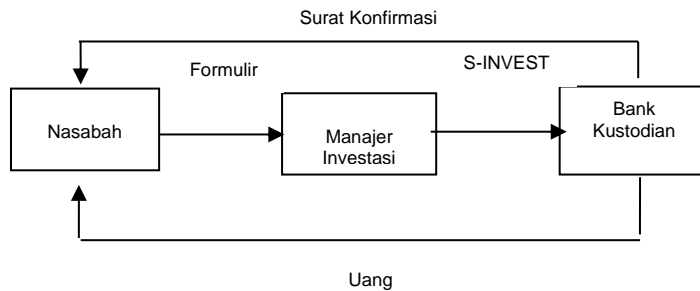 Surat Konfirmasi
Formulir
S-INVEST
Nasabah
Manajer
Investasi
Bank
Kustodian
Uang